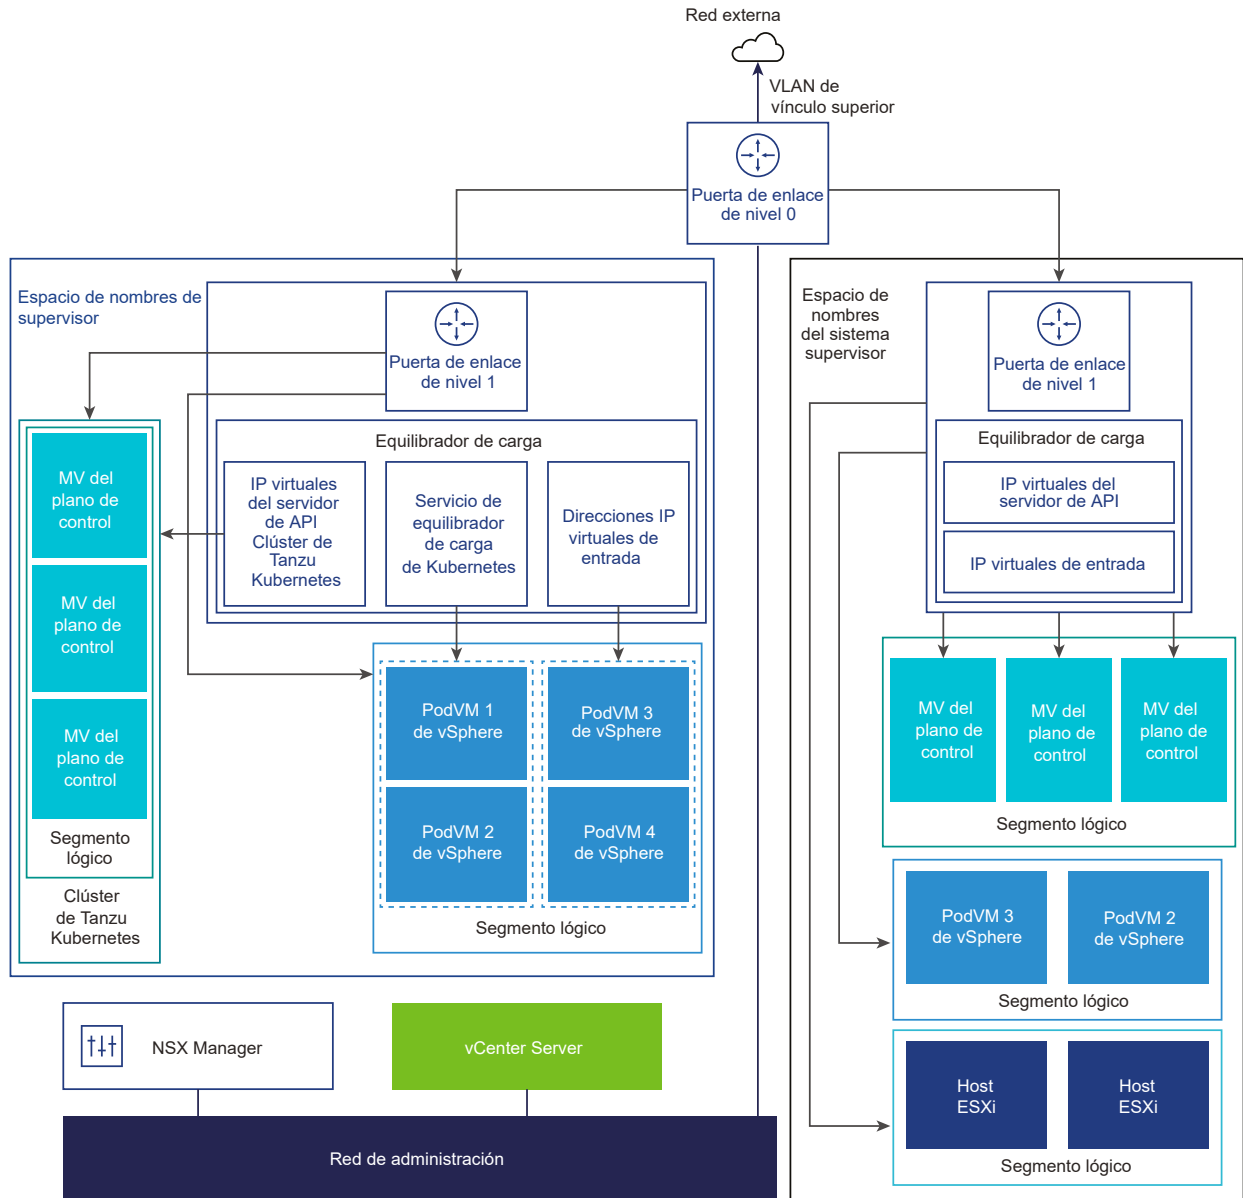 Red externa
VLAN de
vínculo superior
Puerta de enlace
de nivel 0
Espacio de nombres de
supervisor
Puerta de enlace
de nivel 1
Equilibrador de carga
IP virtuales
del servidor
de API
Clúster de
Tanzu
Kubernetes
Servicio de
equilibrador
de carga
de Kubernetes
Direcciones IP
virtuales de
entrada
MV del
plano de
control
MV del
plano de
control
MV del
plano de
control
Segmento
lógico
Clúster
de Tanzu
Kubernetes
PodVM 1
de vSphere
PodVM 3
de vSphere
PodVM 2
de vSphere
PodVM 4
de vSphere
Segmento lógico
Espacio de
nombres
del sistema
supervisor
Puerta de enlace
de nivel 1
Equilibrador de carga
IP virtuales del
servidor de API
IP virtuales de entrada
MV del
plano de
control
MV del
plano de
control
MV del
plano de
control
Segmento lógico
PodVM 3
de vSphere
PodVM 2
de vSphere
Segmento lógico
Host
ESXi
Host
ESXi
Segmento lógico
NSX Manager
vCenter Server
Red de administración